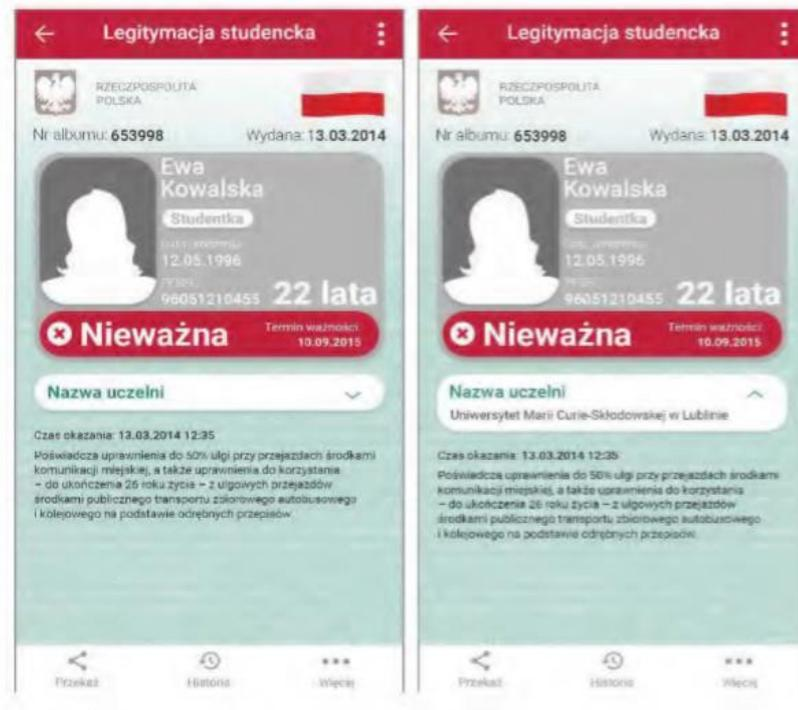 Legitymacja studencka
RZECZPOSPOLITA
POLSKA
Nr albumu: 653998
Wydana: 13.03.2014
Ewa
Kowalska
Studentka
12.05.1996
96051210455
22 lata
Nieważna
Termin ważności:
10.09.2015
Nazwa uczelni
Czas okazania: 13.03.2014 12:35
Poświadcza uprawnienia do 50% ulgi przy przejazdach środkami
komunikacji miejskiej, a także uprawnienia do korzystania
– do ukończenia 26 roku życia – z ulgowych przejazdów
środkami publicznego transportu zbiorowego autobusowego
i kolejowego na podstawie odrębnych przepisów.
Przekaż
Historia
Więcej
Legitymacja studencka
RZECZPOSPOLITA
POLSKA
Nr albumu: 653998
Wydana: 13.03.2014
Ewa
Kowalska
Studentka
12.05.1996
96051210455
22 lata
Nieważna
Termin ważności:
10.09.2015
Nazwa uczelni
Uniwersytet Marii Curie-Skłodowskiej w Lublinie
Czas okazania: 13.03.2014 12:35
Poświadcza uprawnienia do 50% ulgi przy przejazdach środkami
komunikacji miejskiej, a także uprawnienia do korzystania
– do ukończenia 26 roku życia – z ulgowych przejazdów
środkami publicznego transportu zbiorowego autobusowego
i kolejowego na podstawie odrębnych przepisów.
Przekaż
Historia
Więcej